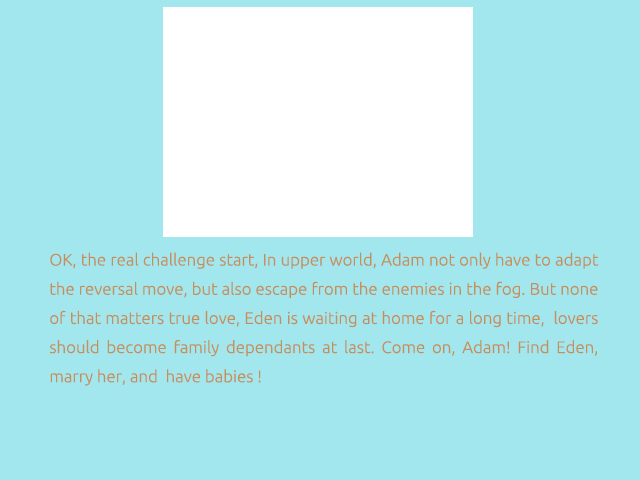 OK, the real challenge start, In upper world, Adam not only have to adapt
the reversal move, but also escape from the enemies in the fog. But none
of that matters true love, Eden is waiting at home for a long time,  lovers
should become family dependants at last. Come on, Adam! Find Eden,
marry her, and  have babies !